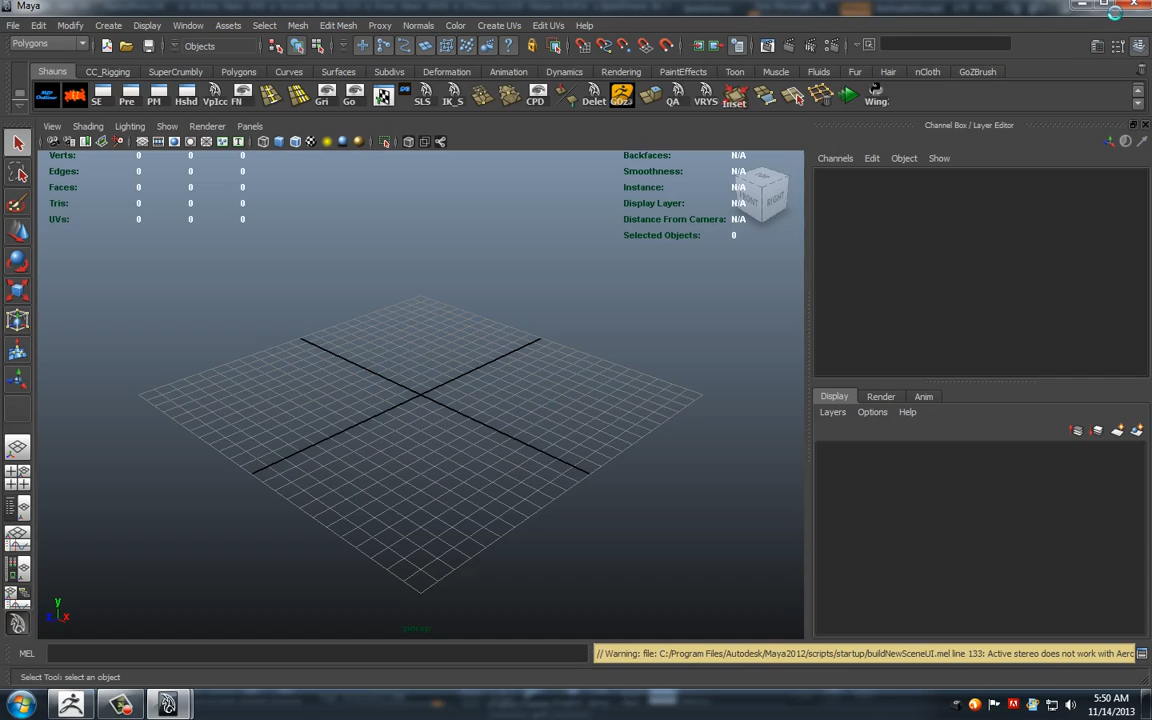 Maya
File Edit Modify Create Display Window Assets Select Mesh Edit Mesh Proxy Normals Color Create UVs Edit UVs Help
Polygons Objects
Shauns CC_Rigging SuperCrumbly Polygons Curves Surfaces Subdivs Deformation Animation Dynamics Rendering PaintEffects Toon Muscle Fluids Fur Hair nCloth GoZBrush
SE Pre PM Hshd VpIcc FN Gri Go SLS IK_S CPD Delet GDz3 QA VRYS Inset Wing
View Shading Lighting Show Renderer Panels
Channel Box / Layer Editor
Channels Edit Object Show
Verts: 0 0 0
Edges: 0 0 0
Faces: 0 0 0
Tris: 0 0 0
UVs: 0 0 0
Backfaces: N/A
Smoothness: N/A
Instance: N/A
Display Layer: N/A
Distance From Camera: N/A
Selected Objects: 0
TOP
FRONT RIGHT
Display Render Anim
Layers Options Help
y
z x
persp
MEL
// Warning: file: C:/Program Files/Autodesk/Maya2012/scripts/startup/buildNewSceneUI.mel line 133: Active stereo does not work with Aero
Select Tool: select an object
5:50 AM
11/14/2013